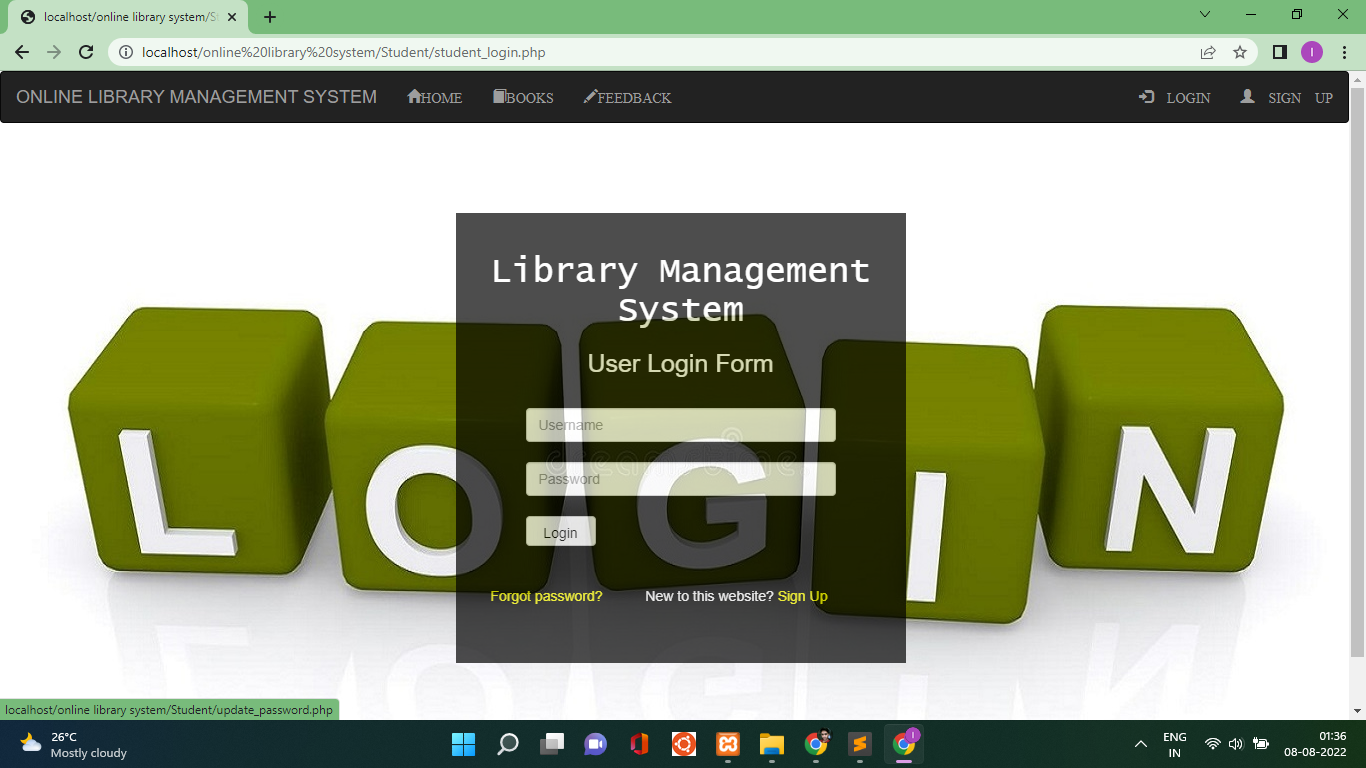 localhost/online library system/St
localhost/online%20library%20system/Student/student_login.php
I
ONLINE LIBRARY MANAGEMENT SYSTEM
HOME
BOOKS
FEEDBACK
LOGIN
SIGN UP
Library Management
System
User Login Form
Username
dreamstime
Password
Login
Forgot password?
New to this website? Sign Up
L O G I N
localhost/online library system/Student/update_password.php
26°C
Mostly cloudy
I
ENG
IN
01:36
08-08-2022